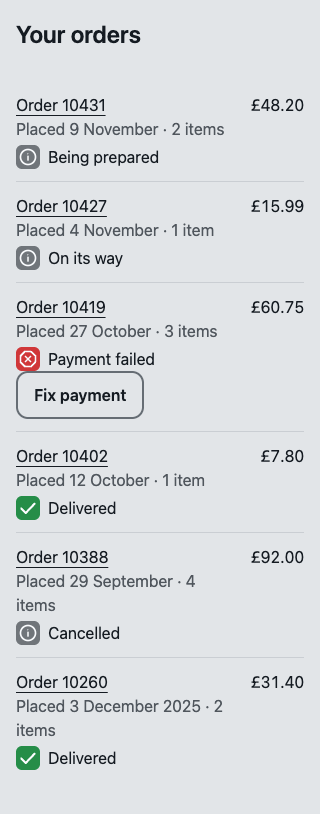 Your orders
Order 10431 £48.20
Placed 9 November · 2 items
Being prepared
Order 10427 £15.99
Placed 4 November · 1 item
On its way
Order 10419 £60.75
Placed 27 October · 3 items
Payment failed
Fix payment
Order 10402 £7.80
Placed 12 October · 1 item
Delivered
Order 10388 £92.00
Placed 29 September · 4
items
Cancelled
Order 10260 £31.40
Placed 3 December 2025 · 2
items
Delivered